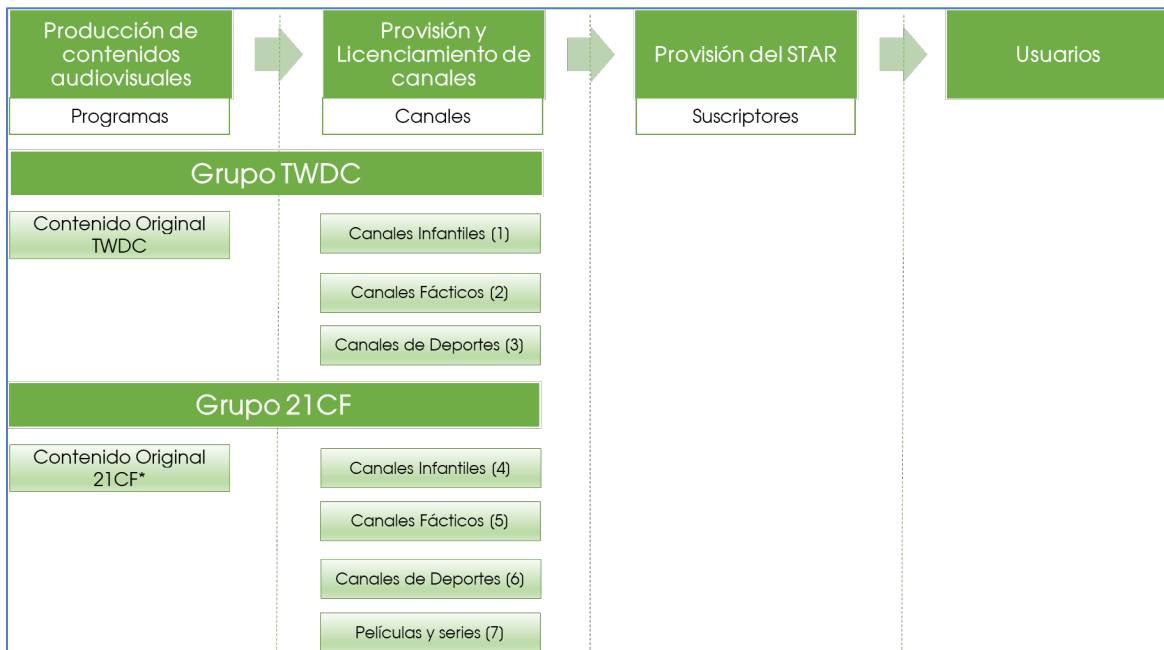 Producción de
contenidos
audiovisuales
Programas
Provisión y
Licenciamiento de
canales
Canales
Provisión del STAR
Suscriptores
Usuarios
Grupo TWDC
Contenido Original
TWDC
Canales Infantiles (1)
Canales Fácticos (2)
Canales de Deportes (3)
Grupo 21CF
Contenido Original
21CF*
Canales Infantiles (4)
Canales Fácticos (5)
Canales de Deportes (6)
Películas y series (7)